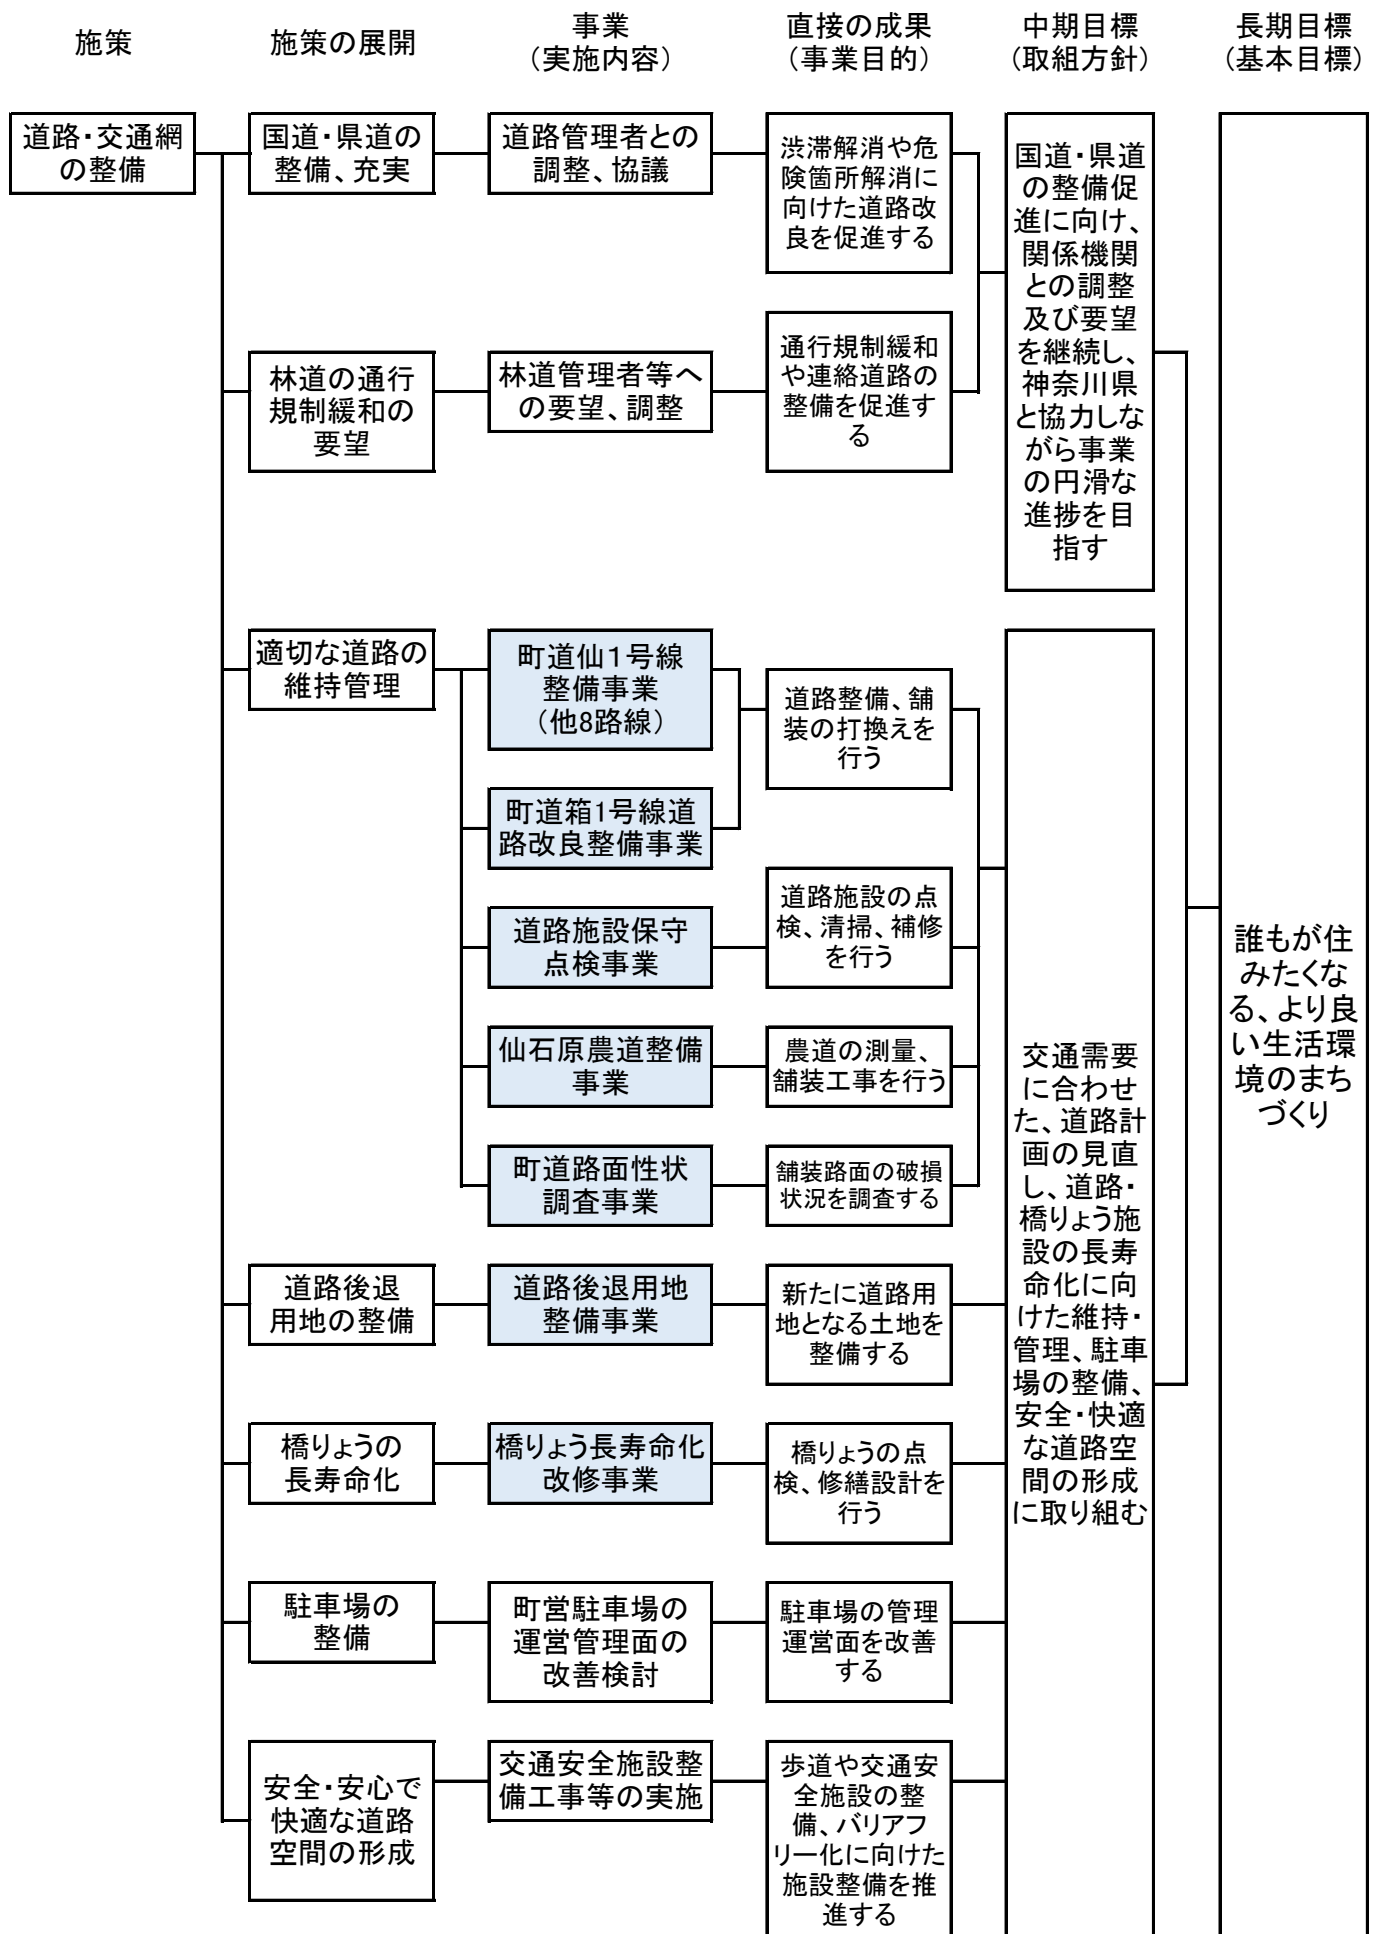 施策
施策の展開
事業
（実施内容）
直接の成果
（事業目的）
中期目標
（取組方針）
長期目標
（基本目標）
道路・交通網
の整備
国道・県道の
整備、充実
道路管理者との
調整、協議
渋滞解消や危
険箇所解消に
向けた道路改
良を促進する
林道の通行
規制緩和の
要望
林道管理者等へ
の要望、調整
通行規制緩和
や連絡道路の
整備を促進す
る
国道・県道
の整備促
進に向け、
関係機関
との調整
及び要望
を継続し、
神奈川県
と協力しな
がら事業
の円滑な
進捗を目
指す
適切な道路の
維持管理
町道仙１号線
整備事業
（他8路線）
道路整備、舗
装の打換えを
行う
町道箱1号線道
路改良整備事業
道路施設保守
点検事業
道路施設の点
検、清掃、補修
を行う
仙石原農道整備
事業
農道の測量、
舗装工事を行う
町道路面性状
調査事業
舗装路面の破損
状況を調査する
道路後退
用地の整備
道路後退用地
整備事業
新たに道路用
地となる土地を
整備する
橋りょうの
長寿命化
橋りょう長寿命化
改修事業
橋りょうの点
検、修繕設計を
行う
駐車場の
整備
町営駐車場の
運営管理面の
改善検討
駐車場の管理
運営面を改善
する
安全・安心で
快適な道路
空間の形成
交通安全施設整
備工事等の実施
歩道や交通安
全施設の整
備、バリアフ
リー化に向けた
施設整備を推
進する
交通需要
に合わせ
た、道路計
画の見直
し、道路・
橋りょう施
設の長寿
命化に向
けた維持・
管理、駐車
場の整備、
安全・快適
な道路空
間の形成
に取り組む
誰もが住
みたくな
る、より良
い生活環
境のまち
づくり